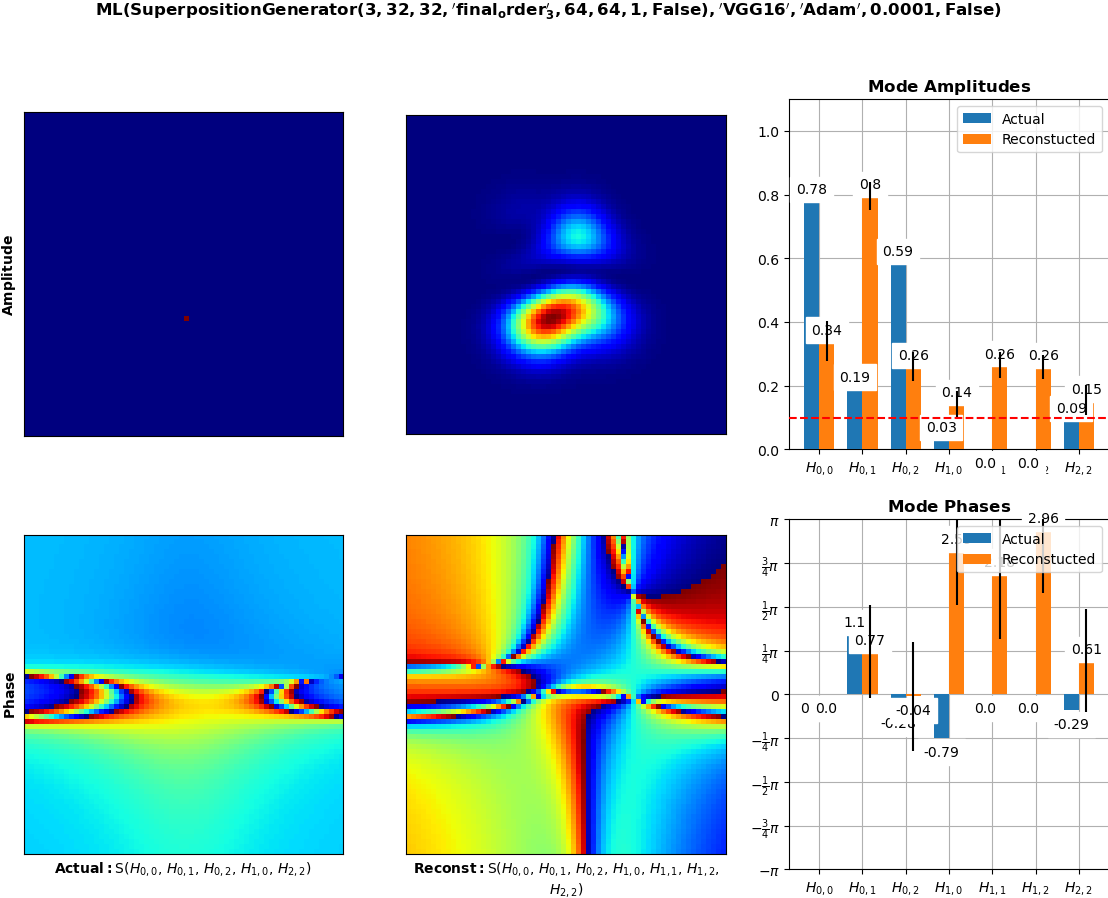 ML(SuperpositionGenerator(3, 32, 32, ′final_order′_3, 64, 64, 1, False), ′VGG16′, ′Adam′, 0.0001, False)
Amplitude
Mode Amplitudes
Actual
Reconstucted
1.0
0.8
0.6
0.4
0.2
0.0
0.78
0.34
0.19
0.8
0.59
0.26
0.03
0.14
0.0
0.26
0.0
0.26
0.09
0.15
H0,0 H0,1 H0,2 H1,0 H2,2
Phase
Mode Phases
Actual
Reconstucted
π
3/4π
1/2π
1/4π
0
−1/4π
−1/2π
−3/4π
−π
0
0.0
1.1
0.77
-0.04
-0.79
0.0
0.0
2.96
-0.29
0.61
H0,0 H0,1 H0,2 H1,0 H1,1 H1,2 H2,2
Actual: S(H0,0, H0,1, H0,2, H1,0, H2,2)
Reconst: S(H0,0, H0,1, H0,2, H1,0, H1,1, H1,2,
H2,2)